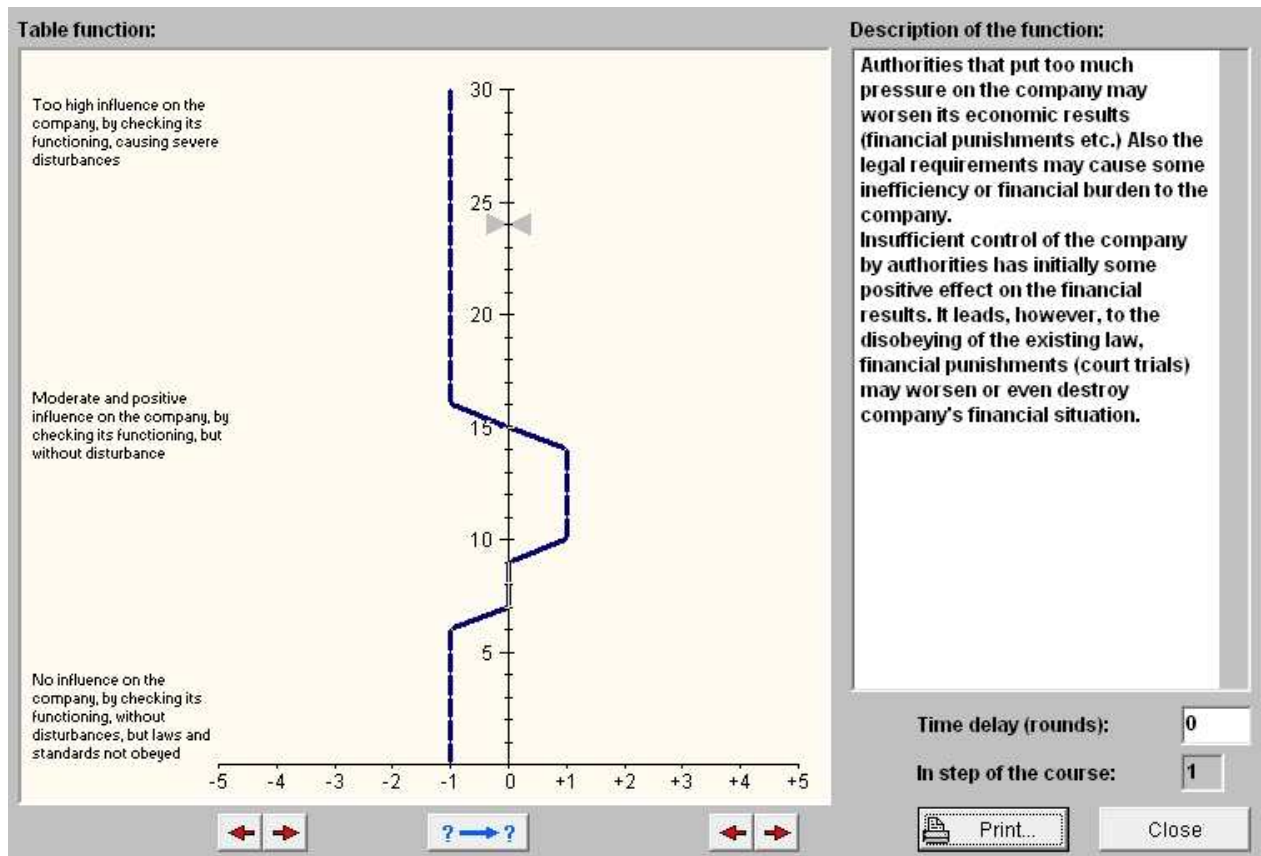 Table function:
Too high influence on the
company, by checking its
functioning, causing severe
disturbances
Moderate and positive
influence on the company, by
checking its functioning, but
without disturbance
No influence on the
company, by checking its
functioning, without
disturbances, but laws and
standards not obeyed
30
25
20
15
10
5
-5 -4 -3 -2 -1 0 +1 +2 +3 +4 +5
? ?
Description of the function:
Authorities that put too much
pressure on the company may
worsen its economic results
(financial punishments etc.) Also the
legal requirements may cause some
inefficiency or financial burden to the
company.
Insufficient control of the company
by authorities has initially some
positive effect on the financial
results. It leads, however, to the
disobeying of the existing law,
financial punishments (court trials)
may worsen or even destroy
company's financial situation.
Time delay (rounds): 0
In step of the course: 1
Print... Close